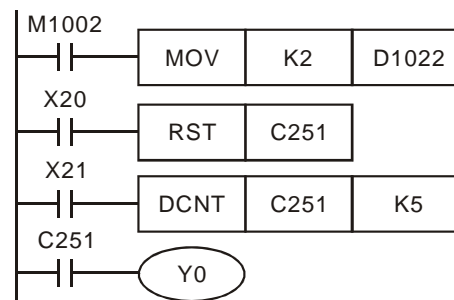 M1002
MOV K2 D1022
X20
RST C251
X21
DCNT C251 K5
C251
Y0